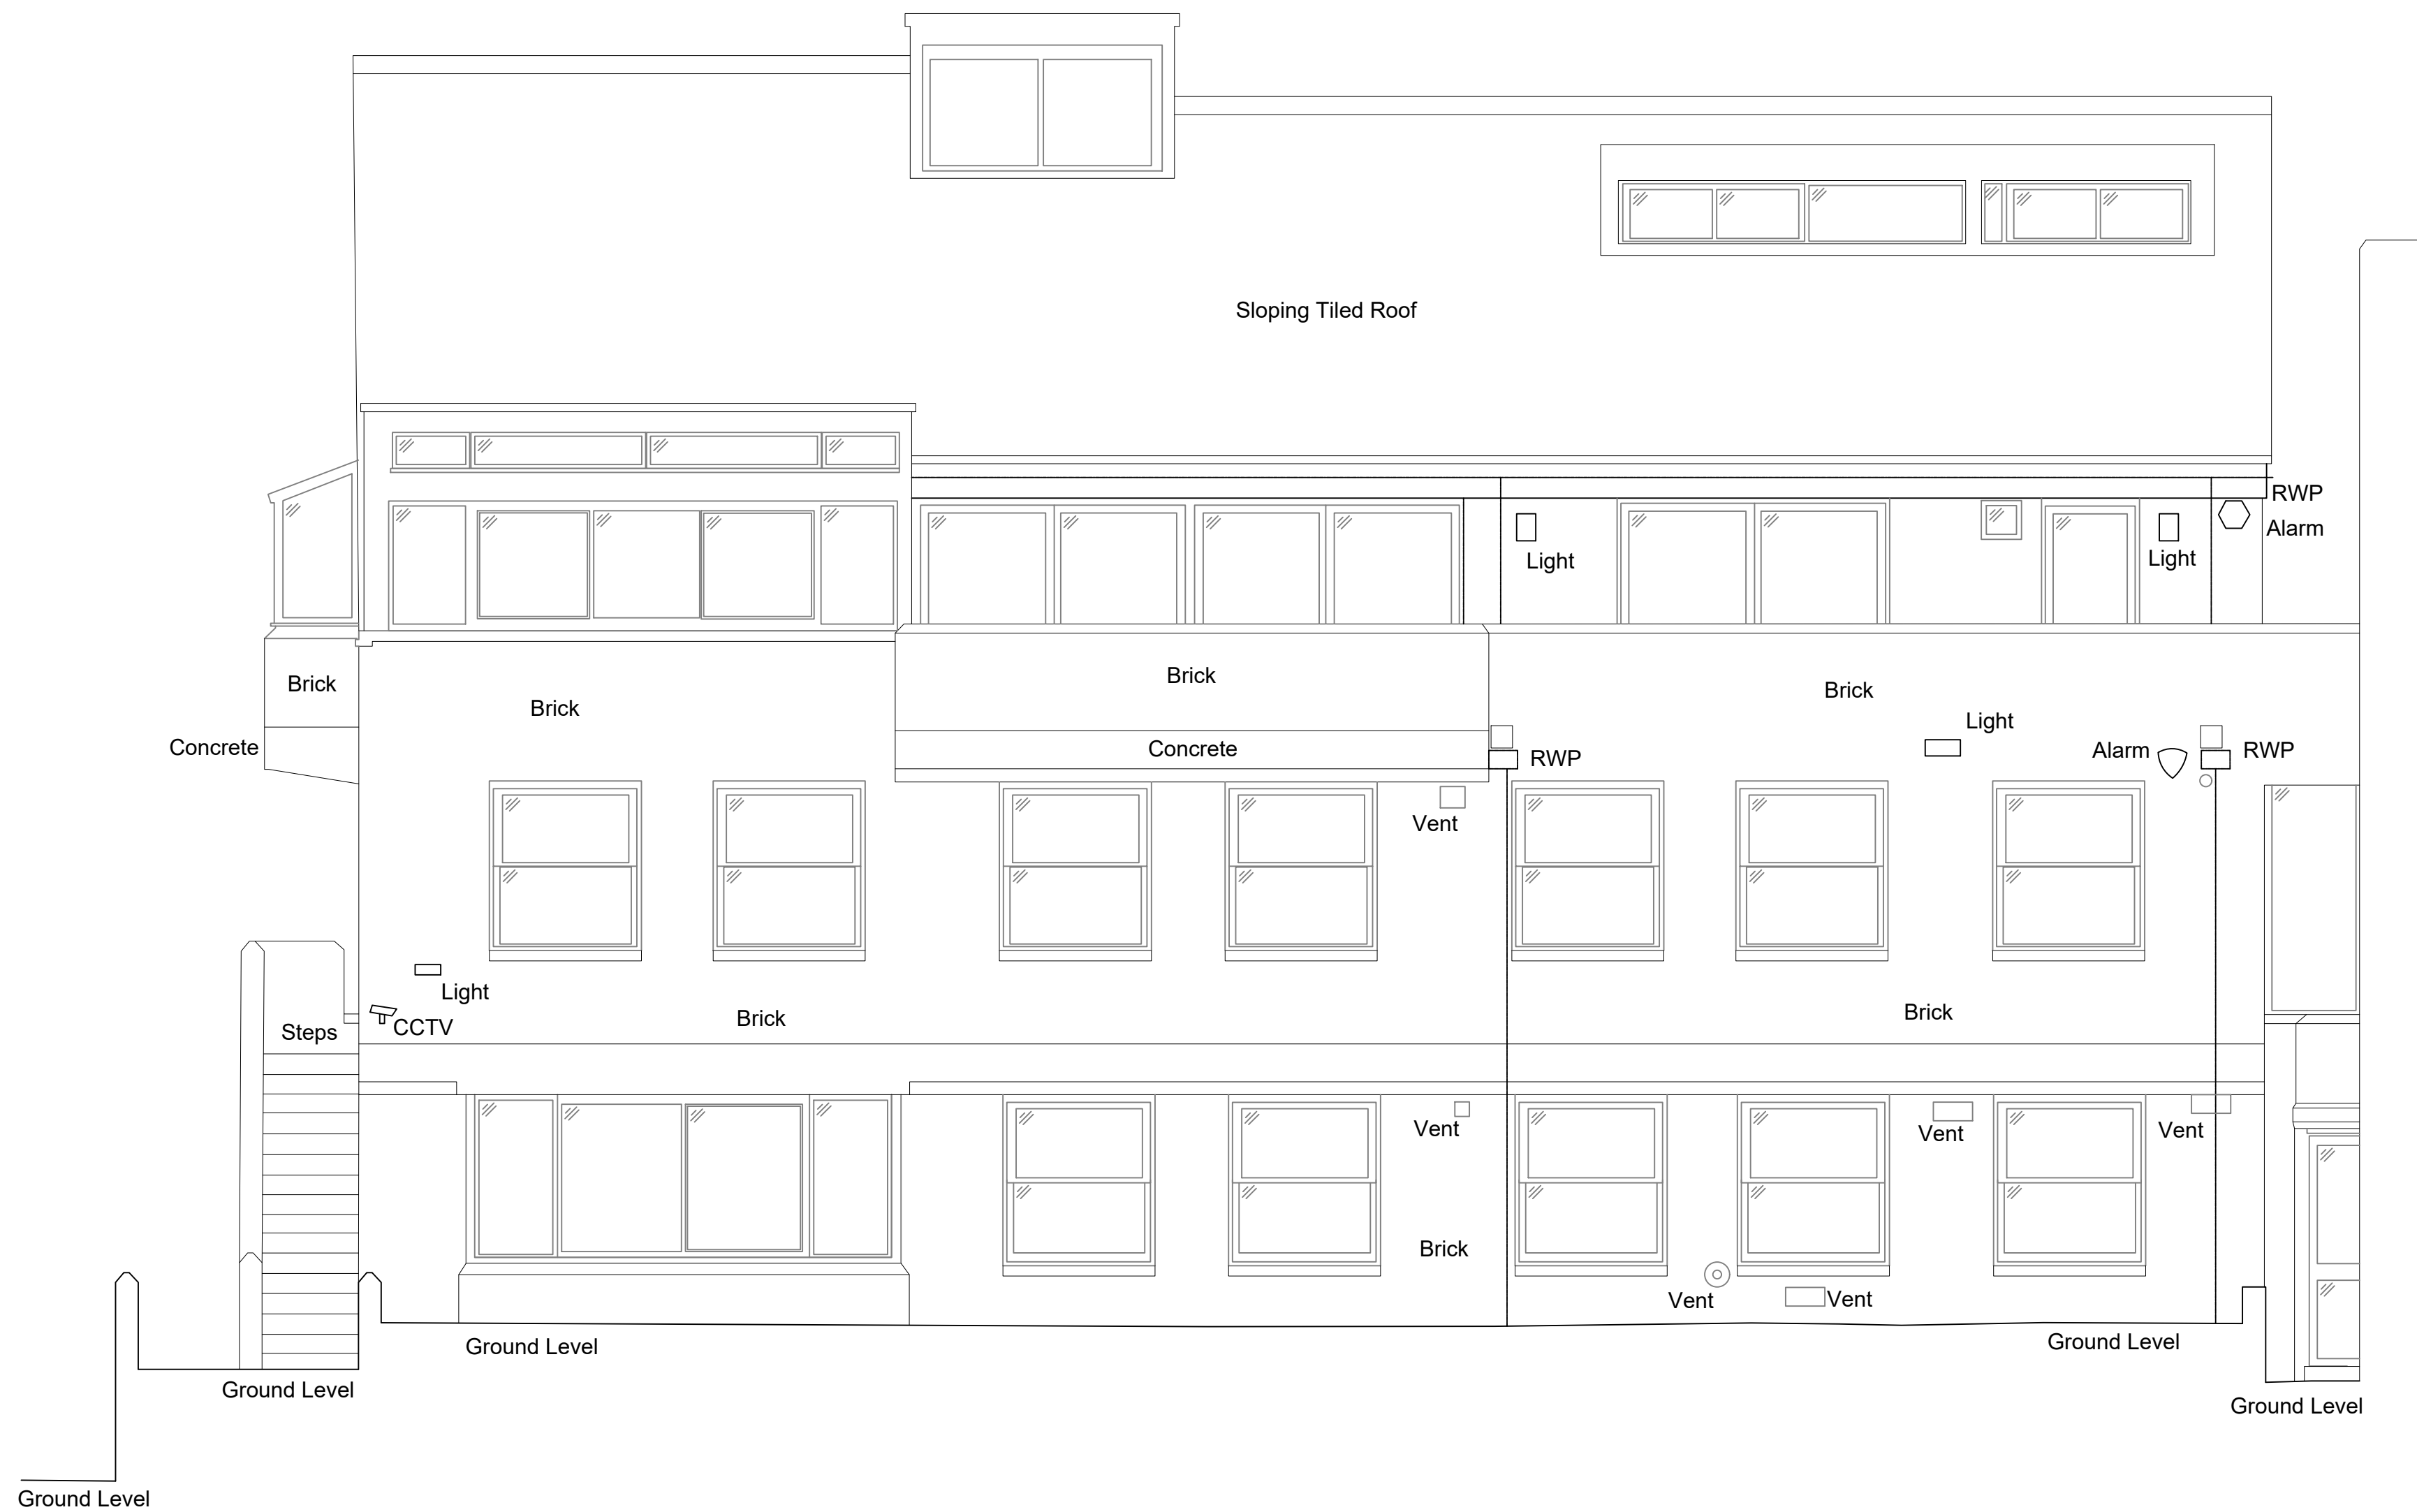 Sloping Tiled Roof
RWP
Alarm
Light
Light
Brick
Brick
Brick
Brick
Light
Concrete
Concrete
RWP
Alarm
RWP
Vent
Light
CCTV
Steps
Brick
Brick
Vent
Vent
Vent
Brick
Vent
Vent
Ground Level
Ground Level
Ground Level
Ground Level
Ground Level